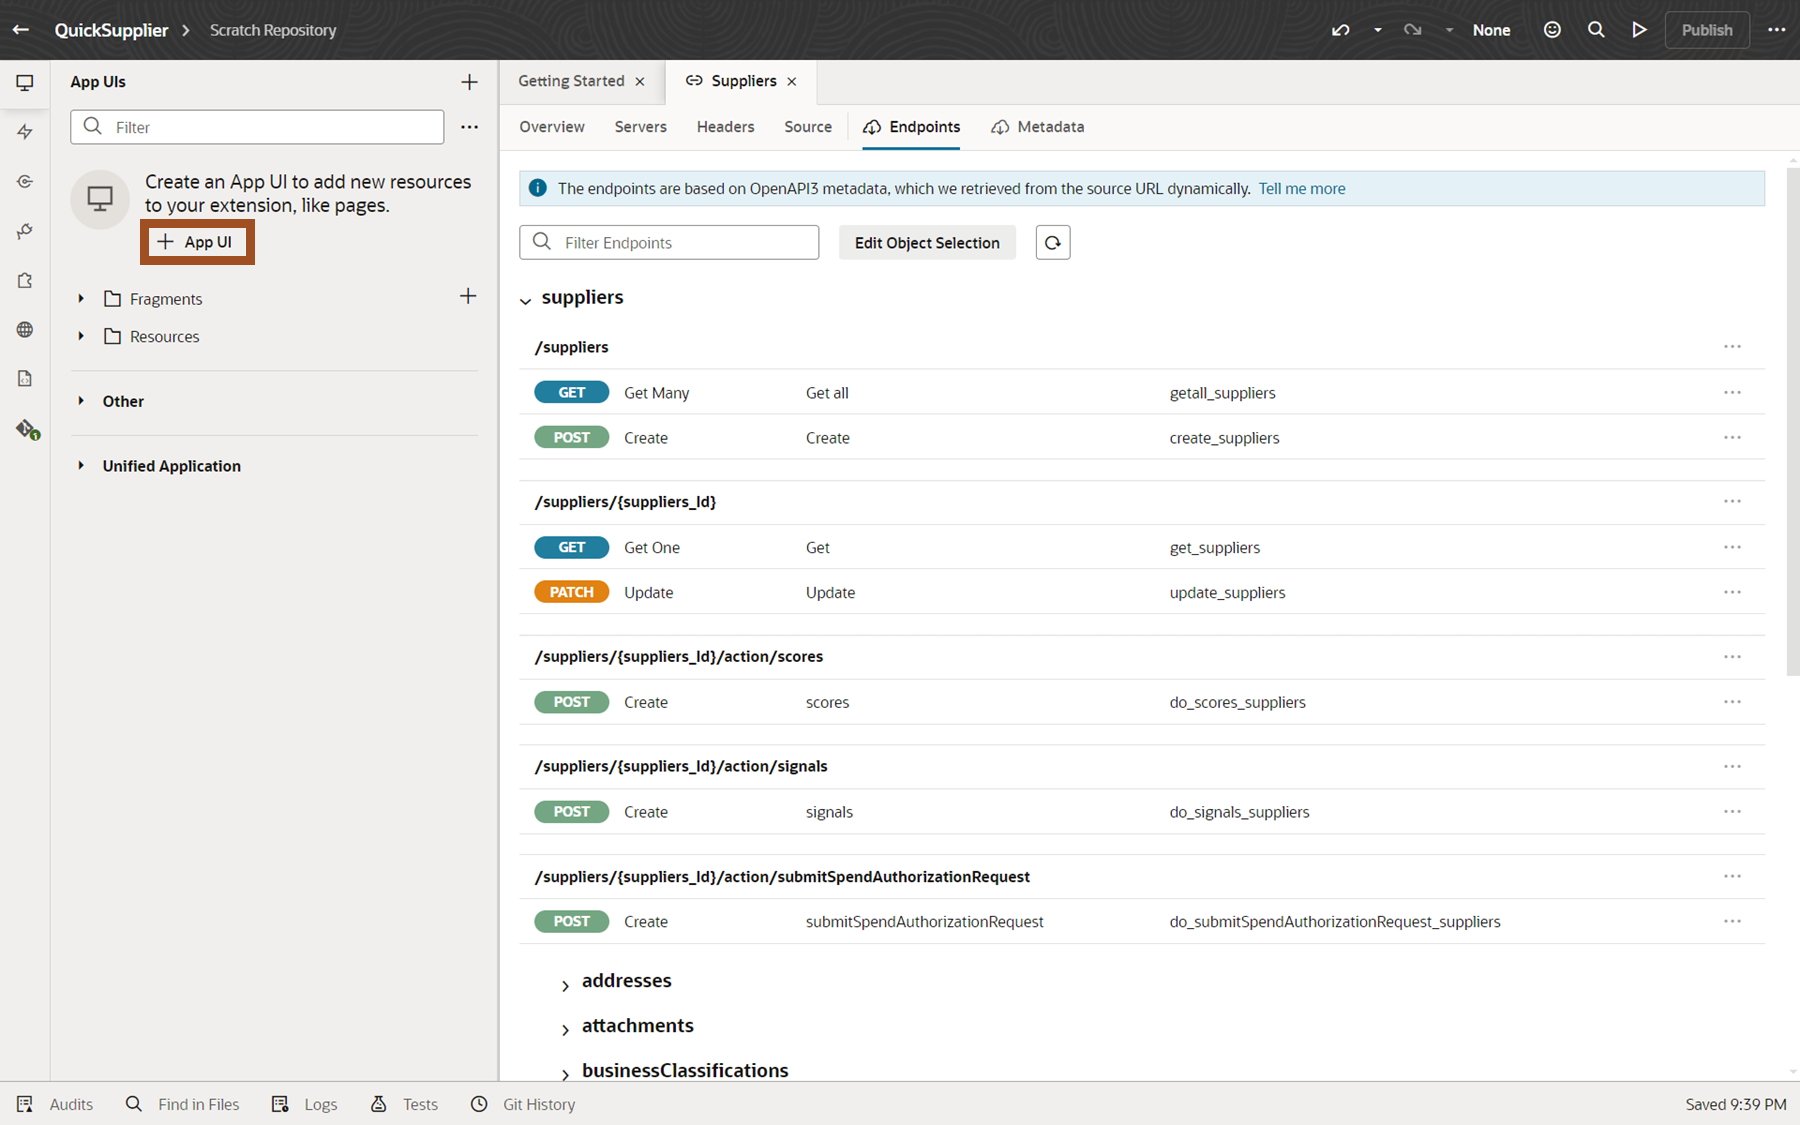 QuickSupplier
Scratch Repository
None
Publish
App UIs
Filter
Create an App UI to add new resources
to your extension, like pages.
App UI
Fragments
Resources
Other
Unified Application
Getting Started
Suppliers
Overview Servers Headers Source Endpoints Metadata
The endpoints are based on OpenAPI3 metadata, which we retrieved from the source URL dynamically. Tell me more
Filter Endpoints
Edit Object Selection
suppliers
/suppliers
GET Get Many Get all getall_suppliers
POST Create Create create_suppliers
/suppliers/{suppliers_Id}
GET Get One Get get_suppliers
PATCH Update Update update_suppliers
/suppliers/{suppliers_Id}/action/scores
POST Create scores do_scores_suppliers
/suppliers/{suppliers_Id}/action/signals
POST Create signals do_signals_suppliers
/suppliers/{suppliers_Id}/action/submitSpendAuthorizationRequest
POST Create submitSpendAuthorizationRequest do_submitSpendAuthorizationRequest_suppliers
addresses
attachments
businessClassifications
Audits Find in Files Logs Tests Git History Saved 9:39 PM